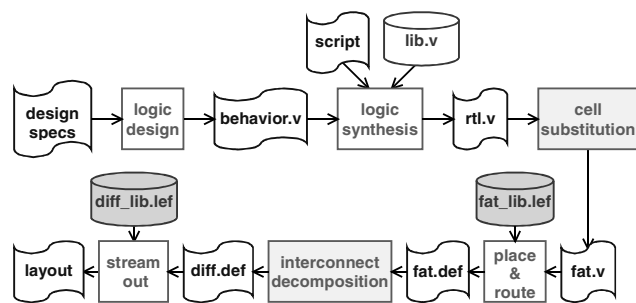 script
lib.v
design
specs
logic
design
behavior.v
logic
synthesis
rtl.v
cell
substitution
diff_lib.lef
fat_lib.lef
layout
stream
out
diff.def
interconnect
decomposition
fat.def
place
&
route
fat.v